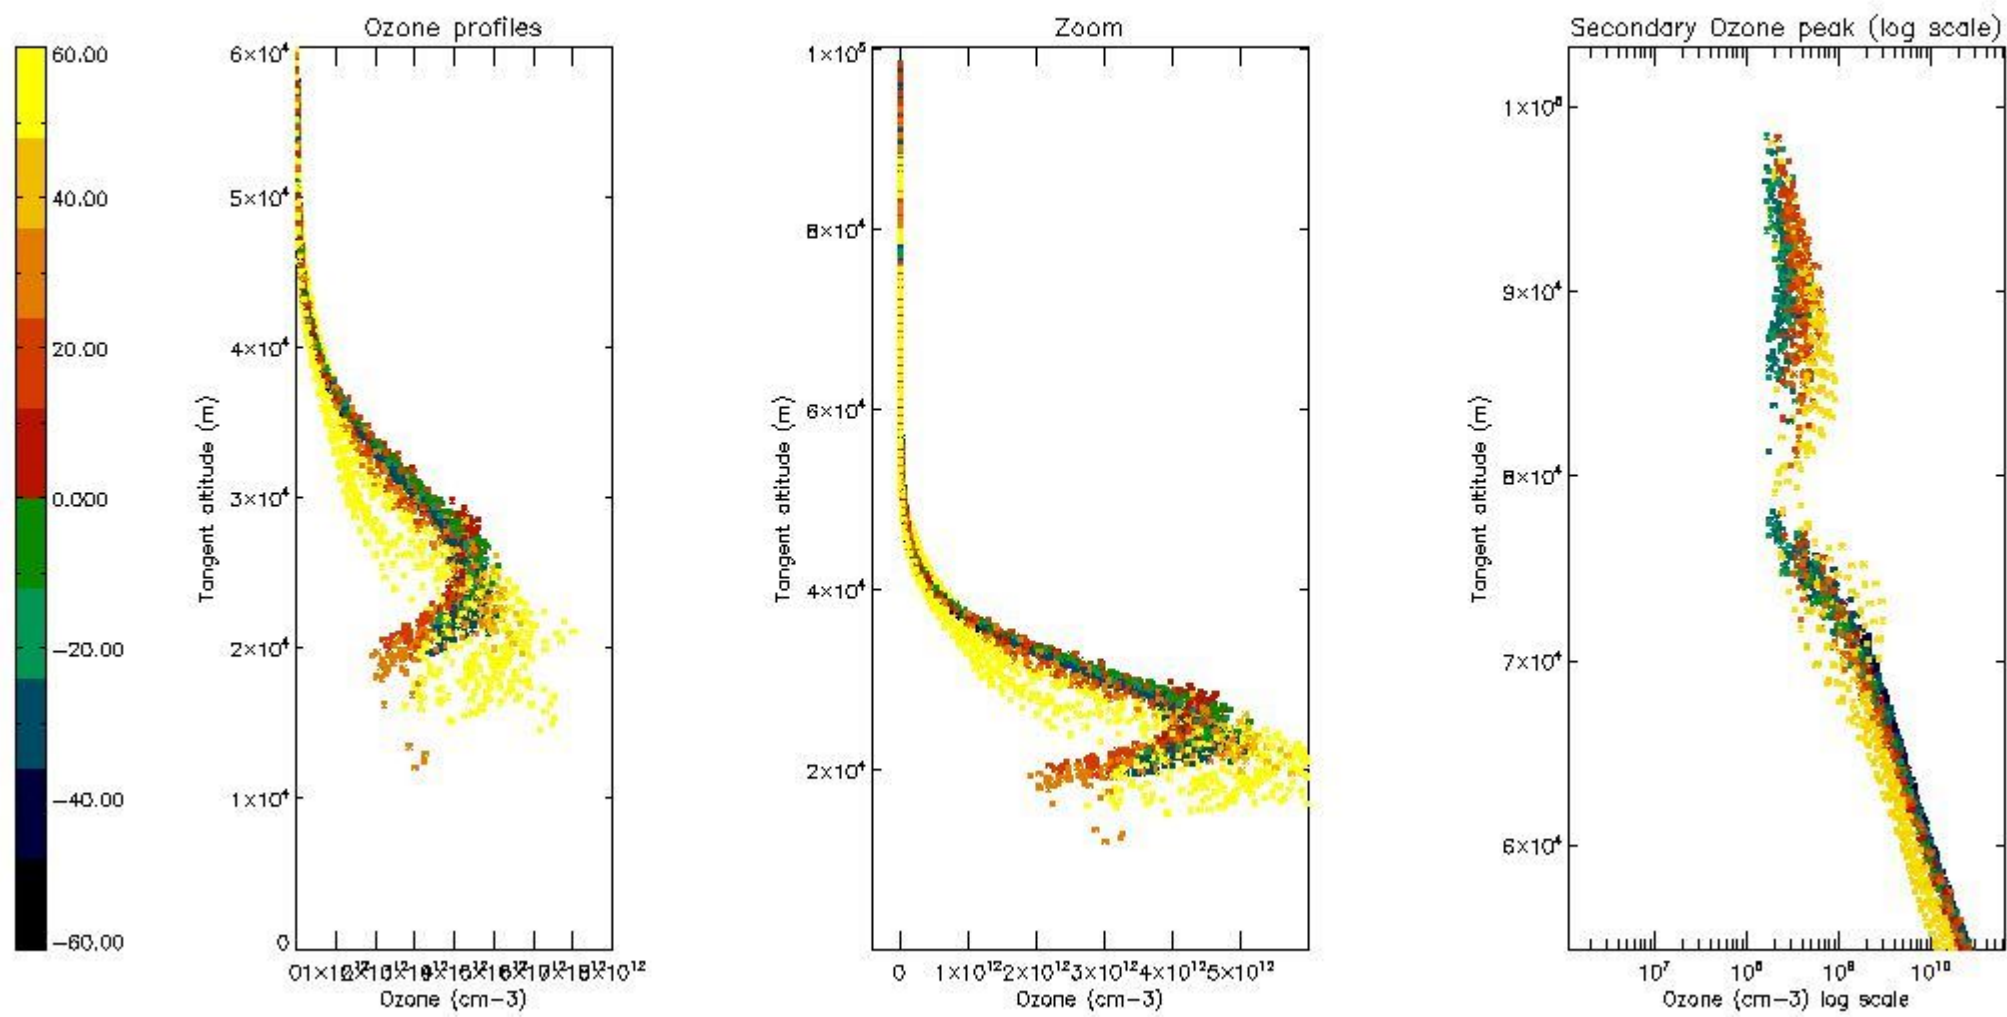 Ozone profiles
Zoom
Secondary Ozone peak (log scale)
60.00
40.00
20.00
0.000
−20.00
−40.00
−60.00
6×10⁴
5×10⁴
4×10⁴
3×10⁴
2×10⁴
1×10⁴
0
Tangent altitude (m)
Ozone (cm−3)
1×10⁵
8×10⁴
6×10⁴
4×10⁴
2×10⁴
Tangent altitude (m)
0 1×10¹² 2×10¹² 3×10¹² 4×10¹² 5×10¹²
Ozone (cm−3)
1×10⁵
9×10⁴
8×10⁴
7×10⁴
6×10⁴
Tangent altitude (m)
10⁷ 10⁸ 10⁹ 10¹⁰
Ozone (cm−3) log scale